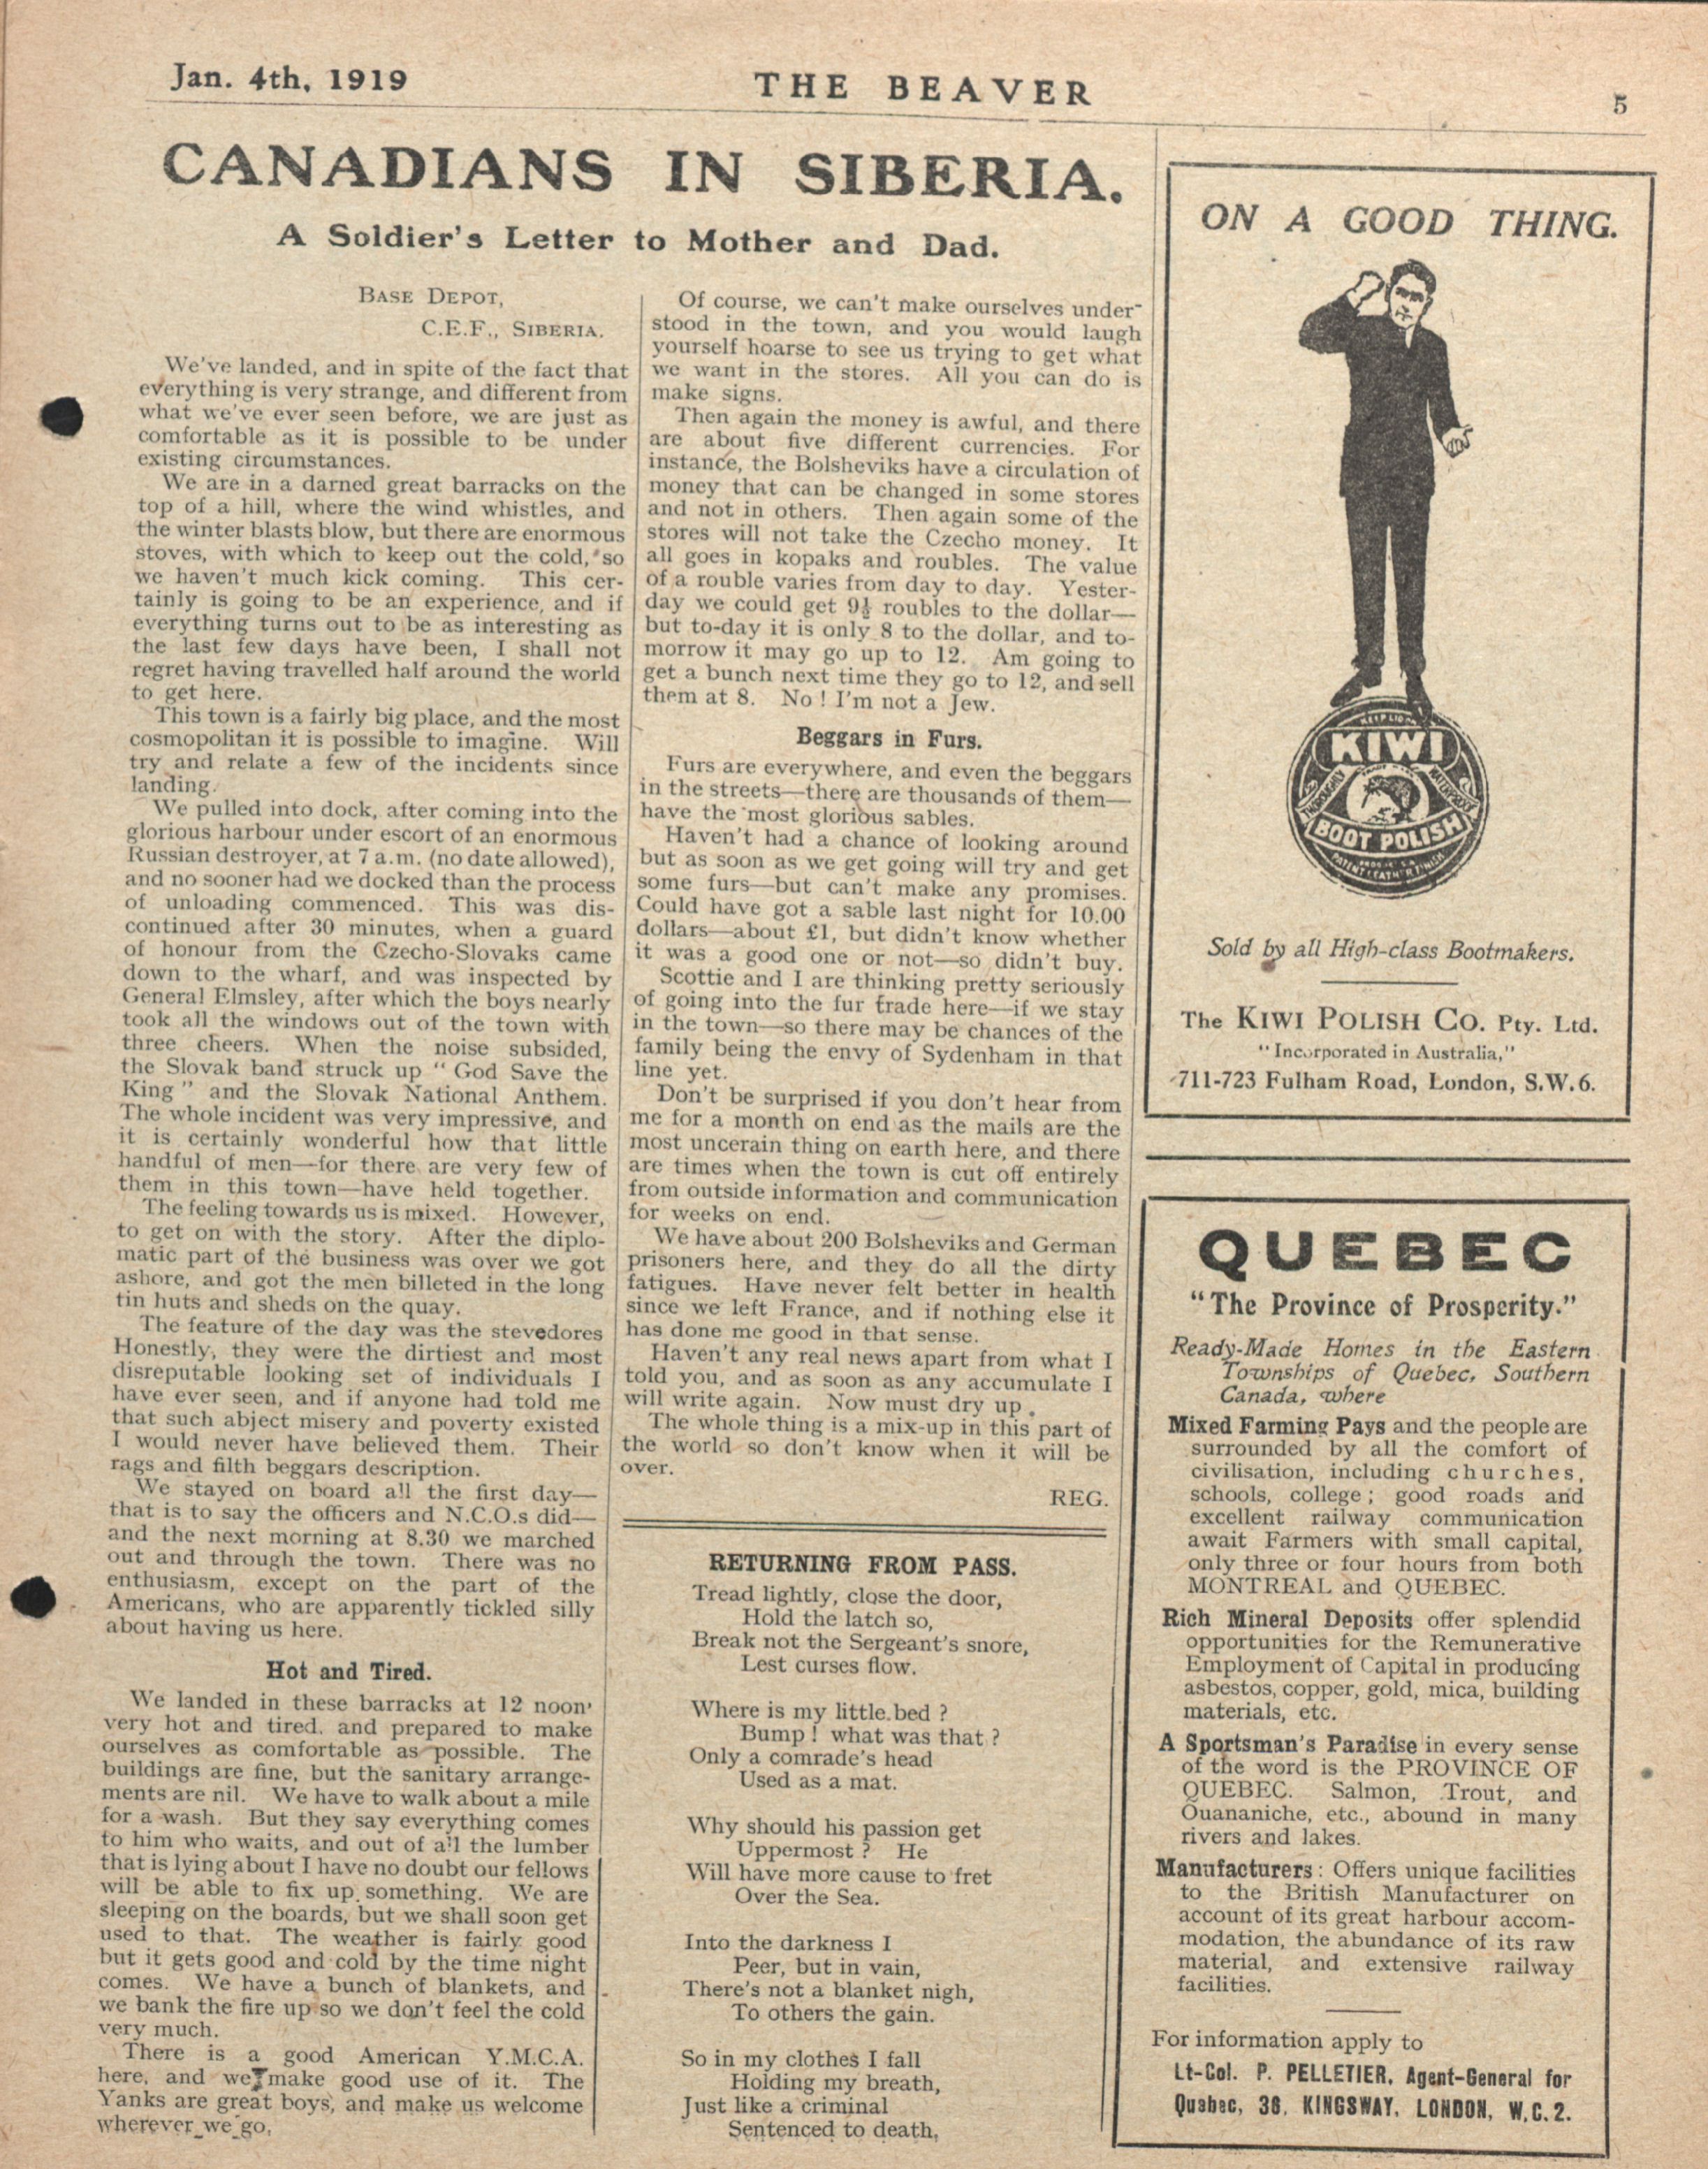 Jan. 4th, 1919
THE BEAVER
5
CANADIANS IN SIBERIA.
A Soldier's Letter to Mother and Dad.
BASE DEPOT,
C.E.F., SIBERIA.
We've landed, and in spite of the fact that
everything is very strange, and different from
what we've ever seen before, we are just as
comfortable as it is possible to be under
existing circumstances.
We are in a darned great barracks on the
top of a hill, where the wind whistles, and
the winter blasts blow, but there are enormous
stoves, with which to keep out the cold, so
we haven't much kick coming. This cer-
tainly is going to be an experience, and if
everything turns out to be as interesting as
the last few days have been, I shall not
regret having travelled half around the world
to get here.
This town is a fairly big place, and the most
cosmopolitan it is possible to imagine. Will
try and relate a few of the incidents since
landing.
We pulled into dock, after coming into the
glorious harbour under escort of an enormous
Russian destroyer, at 7 a.m. (no date allowed),
and no sooner had we docked than the process
of unloading commenced. This was dis-
continued after 30 minutes, when a guard
of honour from the Czecho-Slovaks came
down to the wharf, and was inspected by
General Elmsley, after which the boys nearly
took all the windows out of the town with
three cheers. When the noise subsided,
the Slovak band struck up "God Save the
King" and the Slovak National Anthem.
The whole incident was very impressive, and
it is certainly wonderful how that little
handful of men—for there are very few of
them in this town—have held together.
The feeling towards us is mixed. However,
to get on with the story. After the diplo-
matic part of the business was over we got
ashore, and got the men billeted in the long
tin huts and sheds on the quay.
The feature of the day was the stevedores
Honestly, they were the dirtiest and most
disreputable looking set of individuals I
have ever seen, and if anyone had told me
that such abject misery and poverty existed
I would never have believed them. Their
rags and filth beggars description.
We stayed on board all the first day—
that is to say the officers and N.C.O.s did—
and the next morning at 8.30 we marched
out and through the town. There was no
enthusiasm, except on the part of the
Americans, who are apparently tickled silly
about having us here.
Hot and Tired.
We landed in these barracks at 12 noon'
very hot and tired. and prepared to make
ourselves as comfortable as possible. The
buildings are fine, but the sanitary arrange-
ments are nil. We have to walk about a mile
for a wash. But they say everything comes
to him who waits, and out of all the lumber
that is lying about I have no doubt our fellows
will be able to fix up something. We are
sleeping on the boards, but we shall soon get
used to that. The weather is fairly good
but it gets good and cold by the time night
comes. We have a bunch of blankets, and
we bank the fire up so we don't feel the cold
very much.
There is a good American Y.M.C.A.
here, and we make good use of it. The
Yanks are great boys, and make us welcome
wherever we go,
Of course, we can't make ourselves under-
stood in the town, and you would laugh
yourself hoarse to see us trying to get what
we want in the stores. All you can do is
make signs.
Then again the money is awful, and there
are about five different currencies. For
instance, the Bolsheviks have a circulation of
money that can be changed in some stores
and not in others. Then again some of the
stores will not take the Czecho money. It
all goes in kopaks and roubles. The value
of a rouble varies from day to day. Yester-
day we could get 9½ roubles to the dollar—
but to-day it is only 8 to the dollar, and to-
morrow it may go up to 12. Am going to
get a bunch next time they go to 12, and sell
them at 8. No! I'm not a Jew.
Beggars in Furs.
Furs are everywhere, and even the beggars
in the streets—there are thousands of them—
have the most glorious sables.
Haven't had a chance of looking around
but as soon as we get going will try and get
some furs—but can't make any promises.
Could have got a sable last night for 10.00
dollars—about £1, but didn't know whether
it was a good one or not—so didn't buy.
Scottie and I are thinking pretty seriously
of going into the fur trade here—if we stay
in the town—so there may be chances of the
family being the envy of Sydenham in that
line yet.
Don't be surprised if you don't hear from
me for a month on end as the mails are the
most uncerain thing on earth here, and there
are times when the town is cut off entirely
from outside information and communication
for weeks on end.
We have about 200 Bolsheviks and German
prisoners here, and they do all the dirty
fatigues. Have never felt better in health
since we left France, and if nothing else it
has done me good in that sense.
Haven't any real news apart from what I
told you, and as soon as any accumulate I
will write again. Now must dry up.
The whole thing is a mix-up in this part of
the world so don't know when it will be
over.
REG.
RETURNING FROM PASS.
Tread lightly, close the door,
Hold the latch so,
Break not the Sergeant's snore,
Lest curses flow.
Where is my little bed?
Bump! what was that?
Only a comrade's head
Used as a mat.
Why should his passion get
Uppermost? He
Will have more cause to fret
Over the Sea.
Into the darkness I
Peer, but in vain,
There's not a blanket nigh,
To others the gain.
So in my clothes I fall
Holding my breath,
Just like a criminal
Sentenced to death,
ON A GOOD THING.
KIWI
THOROUGHLY WATERPROOF
BOOT POLISH
Sold by all High-class Bootmakers.
The KIWI POLISH CO. Pty. Ltd.
"Incorporated in Australia,"
711-723 Fulham Road, London, S.W.6.
QUEBEC
"The Province of Prosperity."
Ready-Made Homes in the Eastern
Townships of Quebec, Southern
Canada, where
Mixed Farming Pays and the people are
surrounded by all the comfort of
civilisation, including churches,
schools, college; good roads and
excellent railway communication
await Farmers with small capital,
only three or four hours from both
MONTREAL and QUEBEC.
Rich Mineral Deposits offer splendid
opportunities for the Remunerative
Employment of Capital in producing
asbestos, copper, gold, mica, building
materials, etc.
A Sportsman's Paradise in every sense
of the word is the PROVINCE OF
QUEBEC. Salmon, Trout, and
Ouananiche, etc., abound in many
rivers and lakes.
Manufacturers: Offers unique facilities
to the British Manufacturer on
account of its great harbour accom-
modation, the abundance of its raw
material, and extensive railway
facilities.
For information apply to
Lt-Col. P. PELLETIER, Agent-General for
Quebec, 36, KINGSWAY, LONDON, W.C.2.